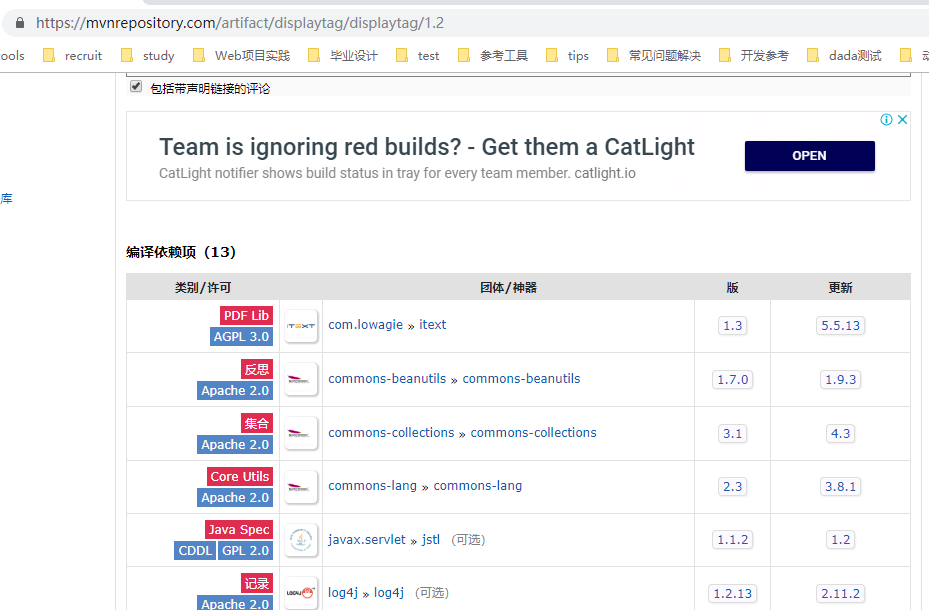 https://mvnrepository.com/artifact/displaytag/displaytag/1.2
ools recruit study Web项目实践 毕业设计 test 参考工具 tips 常见问题解决 开发参考 dada测试
包括带声明链接的评论
Team is ignoring red builds? - Get them a CatLight
CatLight notifier shows build status in tray for every team member. catlight.io
OPEN
库
编译依赖项（13）
类别/许可 团体/神器 版 更新
PDF Lib
AGPL 3.0
iTEXT
com.lowagie » itext 1.3 5.5.13
反思
Apache 2.0
commons-beanutils » commons-beanutils 1.7.0 1.9.3
集合
Apache 2.0
commons-collections » commons-collections 3.1 4.3
Core Utils
Apache 2.0
commons-lang » commons-lang 2.3 3.8.1
Java Spec
CDDL GPL 2.0
javax.servlet » jstl (可选) 1.1.2 1.2
记录
Apache 2.0
LOG4J
log4j » log4j (可选) 1.2.13 2.11.2